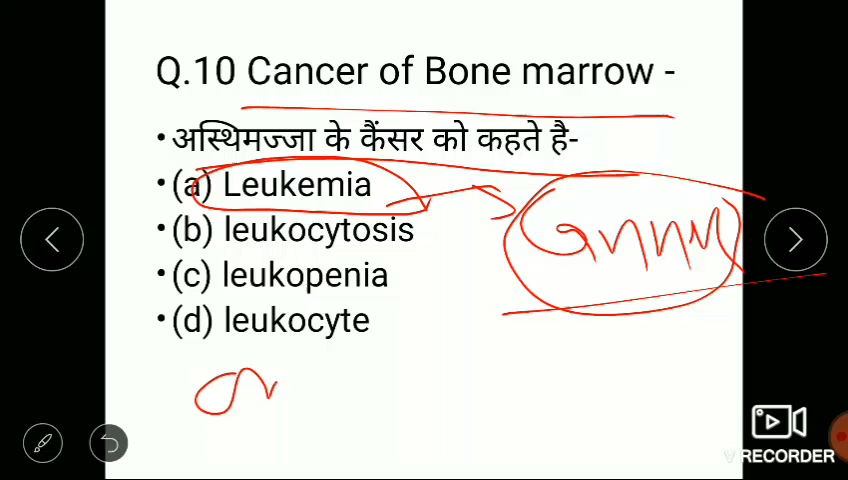 Q.10 Cancer of Bone marrow -
• अस्थिमज्जा के कैंसर को कहते है-
• (a) Leukemia
• (b) leukocytosis
• (c) leukopenia
• (d) leukocyte
RECORDER